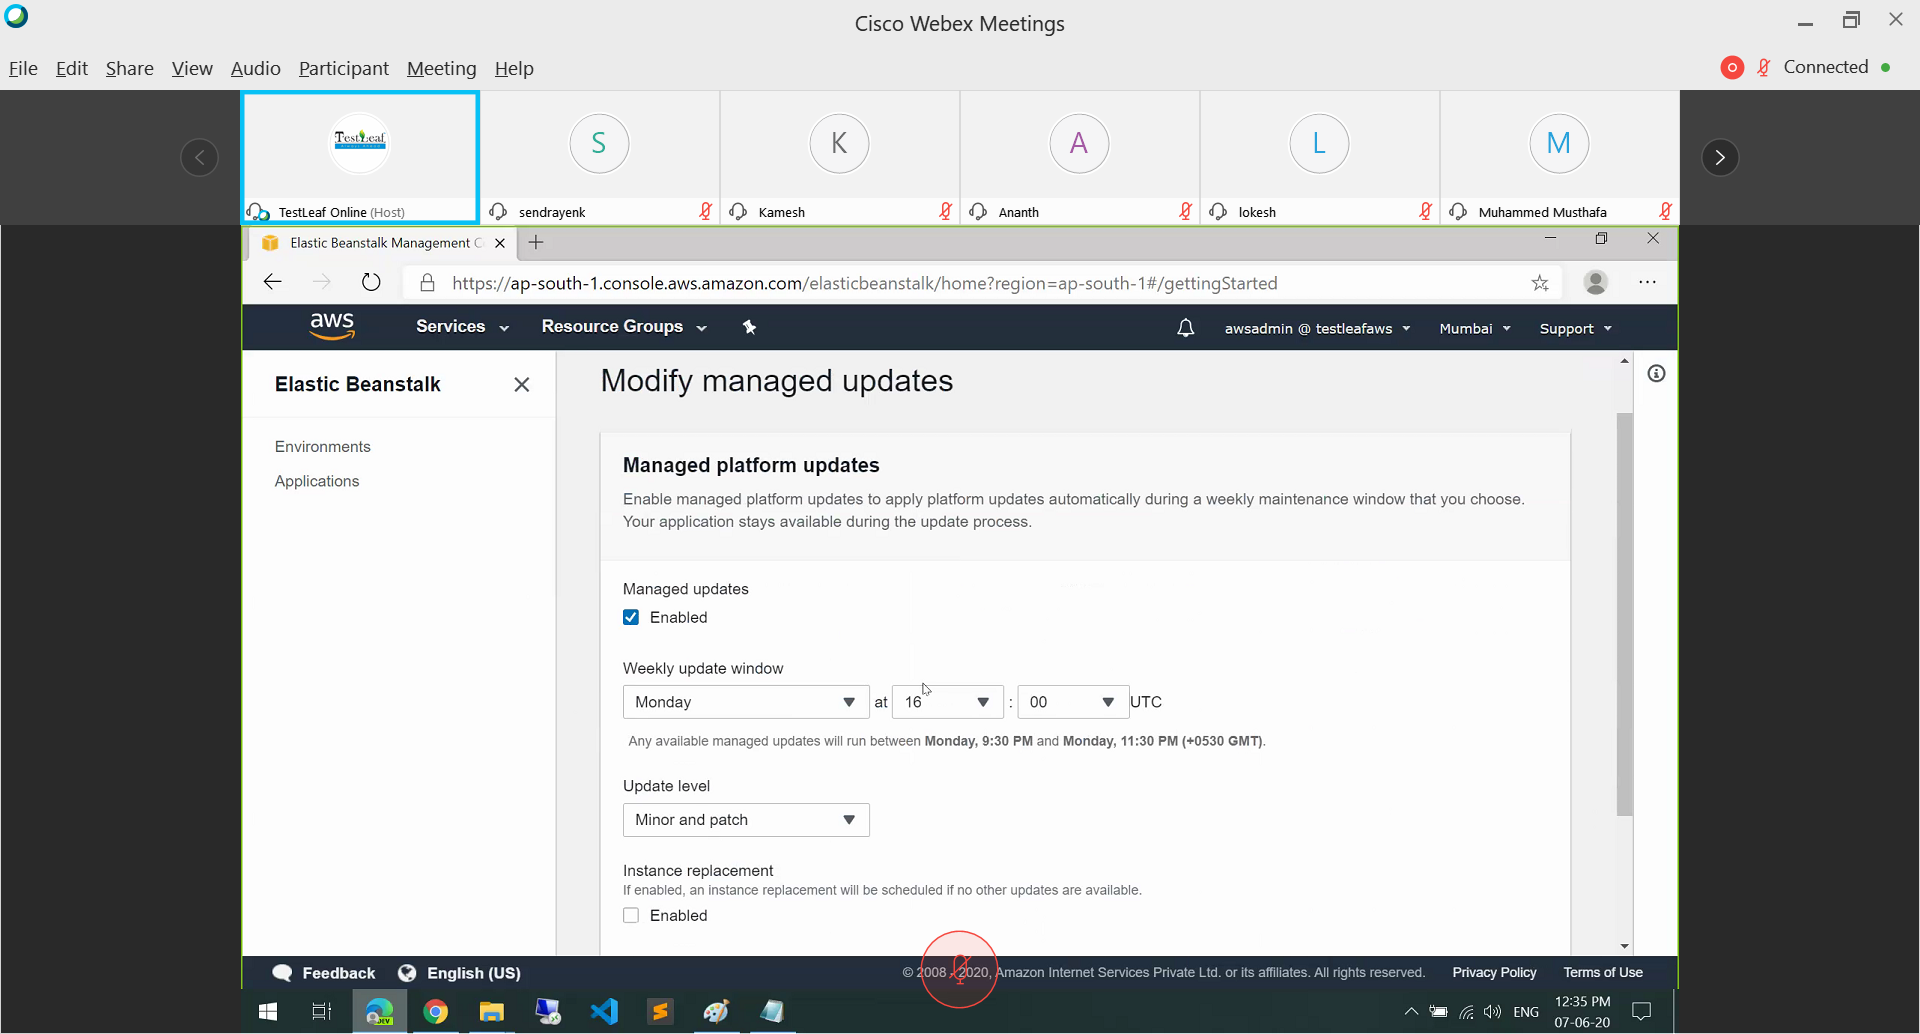 Cisco Webex Meetings
File Edit Share View Audio Participant Meeting Help
Connected
TestLeaf
S
K
A
L
M
TestLeaf Online (Host)
sendrayenk
Kamesh
Ananth
lokesh
Muhammed Musthafa
Elastic Beanstalk Management C
https://ap-south-1.console.aws.amazon.com/elasticbeanstalk/home?region=ap-south-1#/gettingStarted
aws
Services
Resource Groups
awsadmin @ testleafaws
Mumbai
Support
Elastic Beanstalk
Environments
Applications
Modify managed updates
Managed platform updates
Enable managed platform updates to apply platform updates automatically during a weekly maintenance window that you choose.
Your application stays available during the update process.
Managed updates
Enabled
Weekly update window
Monday at 16 : 00 UTC
Any available managed updates will run between Monday, 9:30 PM and Monday, 11:30 PM (+0530 GMT).
Update level
Minor and patch
Instance replacement
If enabled, an instance replacement will be scheduled if no other updates are available.
Enabled
Feedback
English (US)
© 2008 - 2020, Amazon Internet Services Private Ltd. or its affiliates. All rights reserved.
Privacy Policy
Terms of Use
DEV
ENG
12:35 PM
07-06-20